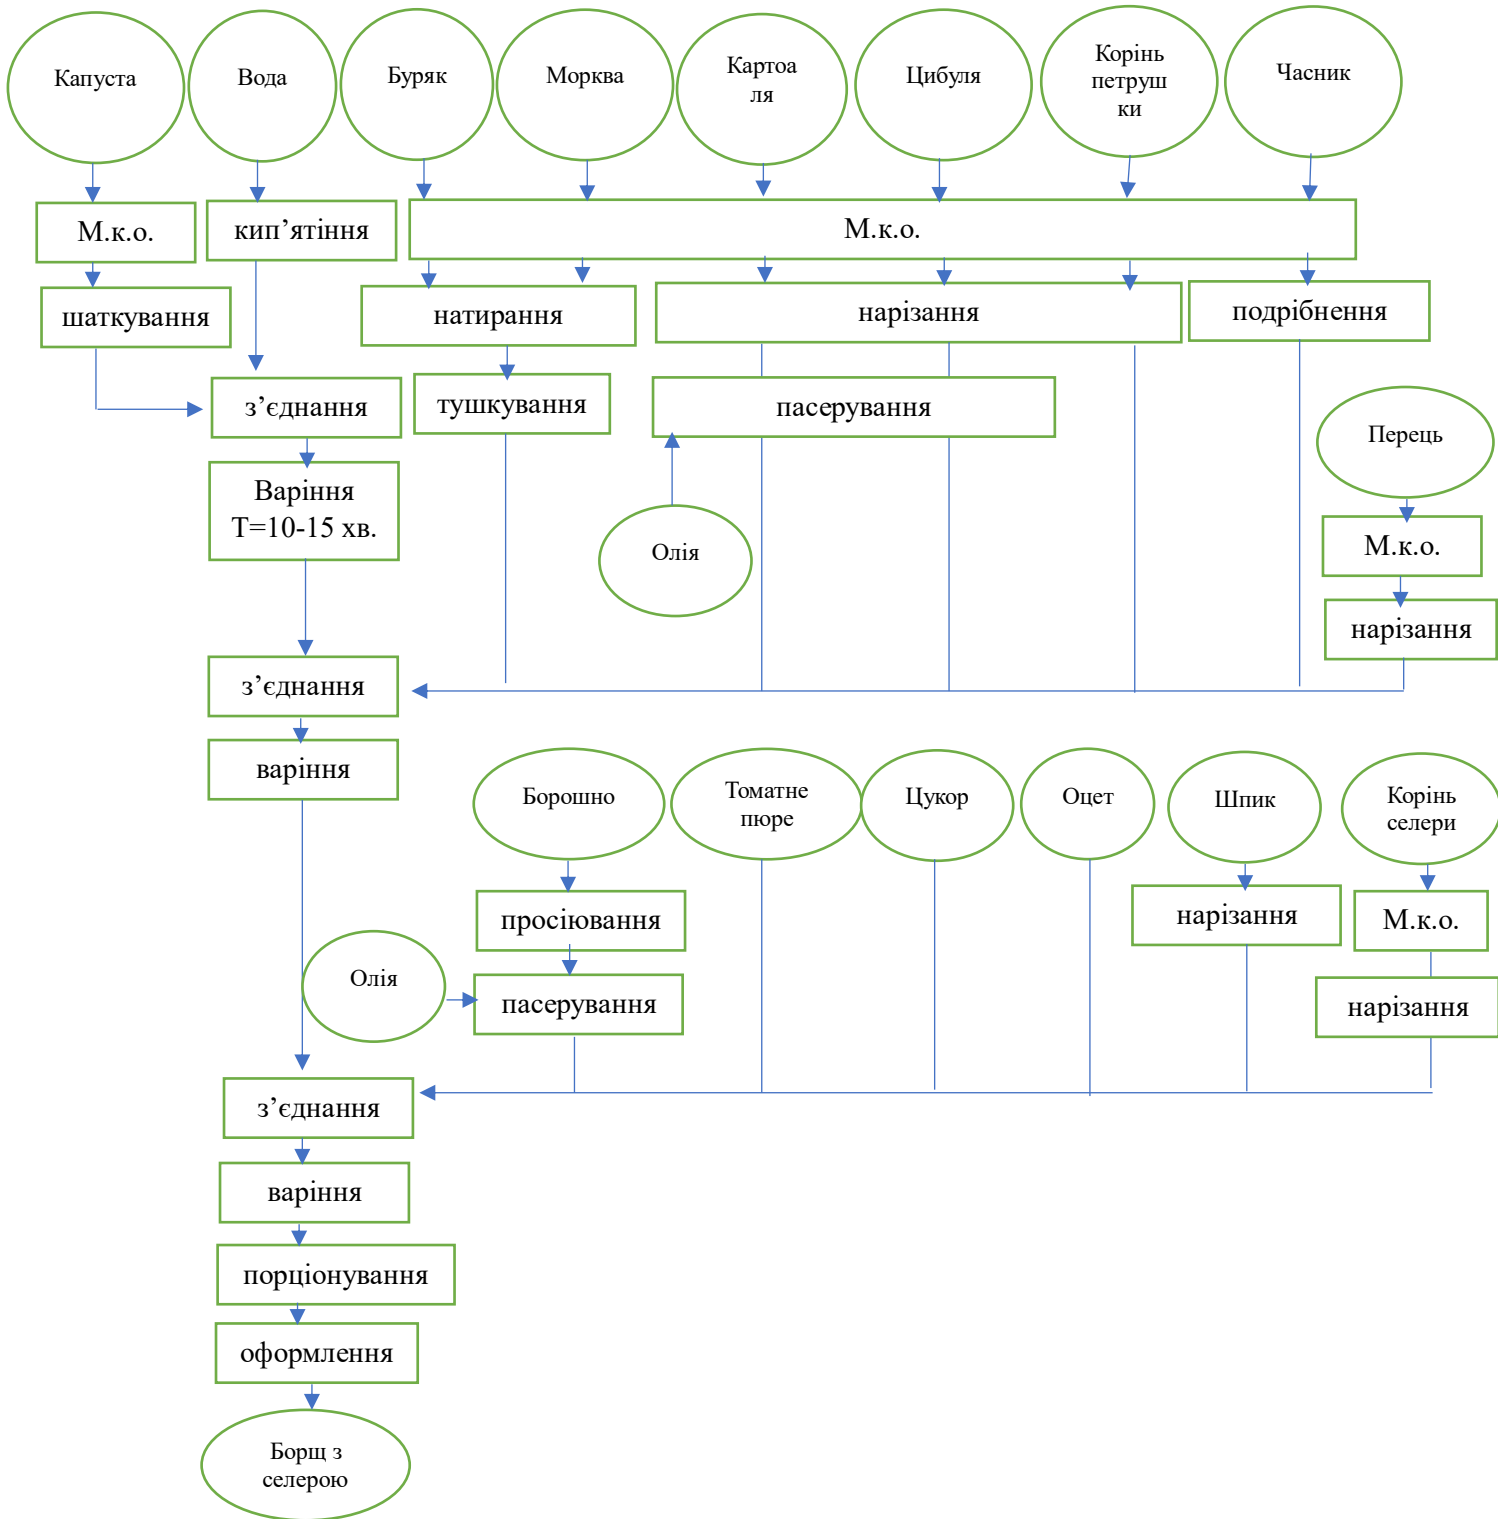 Капуста
Вода
Буряк
Морква
Картоа
ля
Цибуля
Корінь
петруш
ки
Часник
М.к.о.
кип’ятіння
М.к.о.
шаткування
натирання
нарізання
подрібнення
з’єднання
тушкування
пасерування
Перець
Варіння
Т=10-15 хв.
Олія
М.к.о.
нарізання
з’єднання
варіння
Борошно
Томатне
пюре
Цукор
Оцет
Шпик
Корінь
селери
просіювання
нарізання
М.к.о.
Олія
пасерування
нарізання
з’єднання
варіння
порціонування
оформлення
Борщ з
селерою